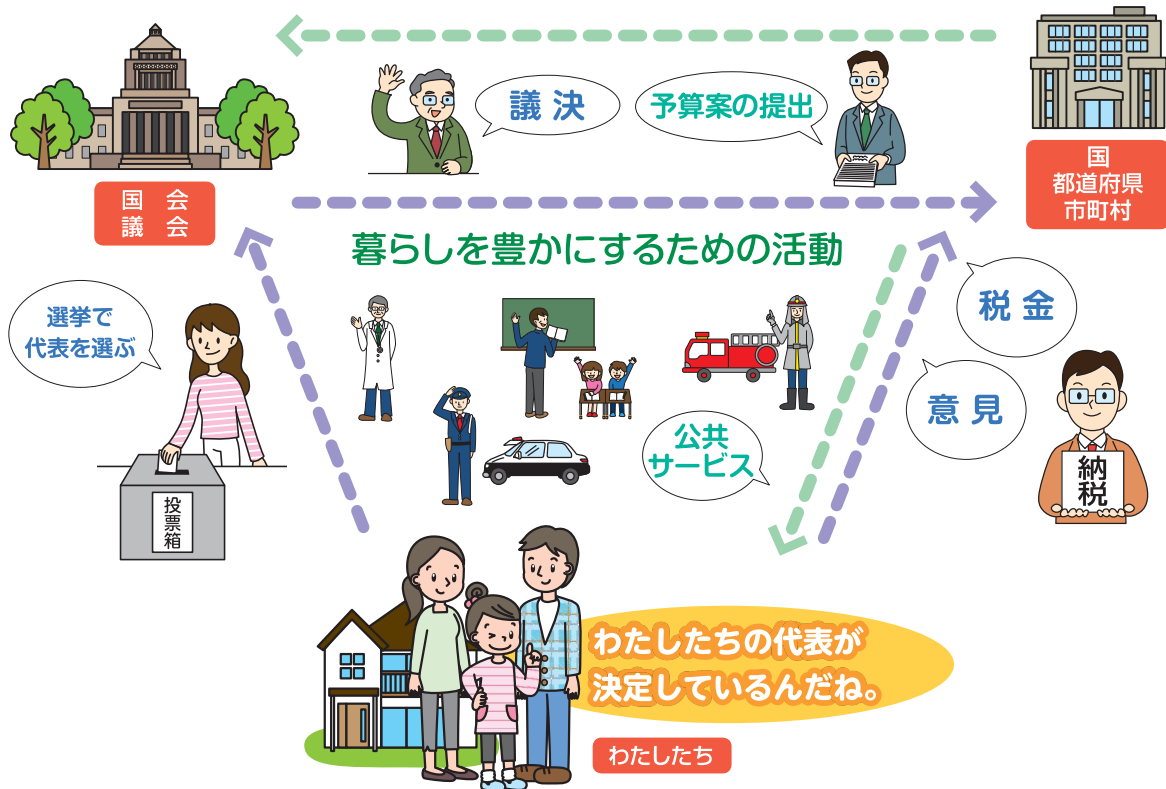 議決
予算案の提出
国会
議会
国
都道府県
市町村
暮らしを豊かにするための活動
選挙で
代表を選ぶ
税金
意見
公共
サービス
納税
投票箱
わたしたちの代表が
決定しているんだね。
わたしたち